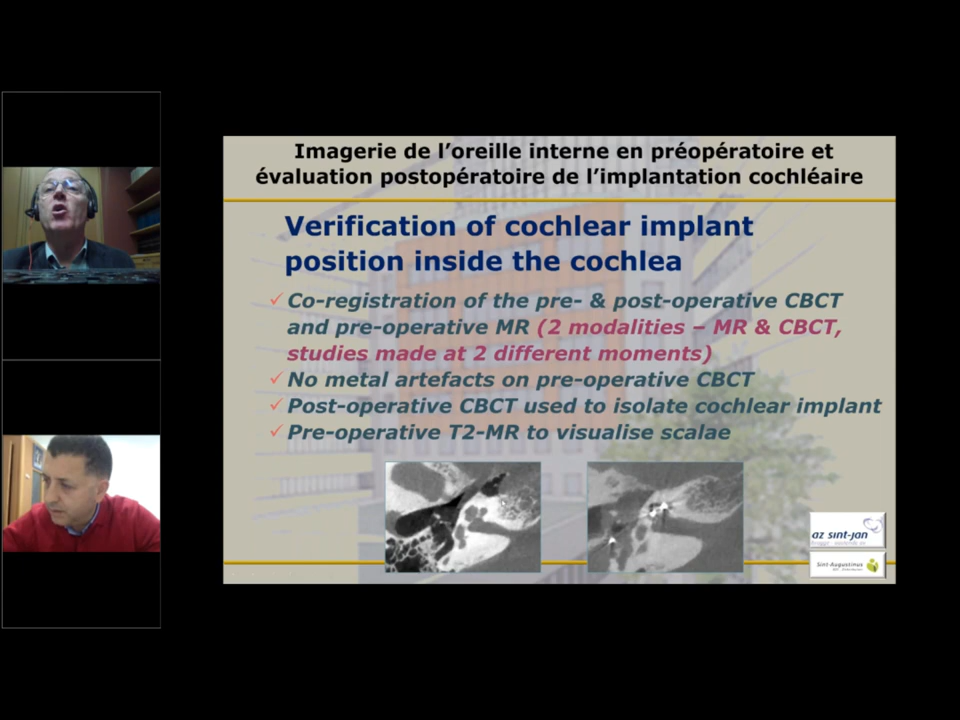 Imagerie de l'oreille interne en préopératoire et
évaluation postopératoire de l'implantation cochléaire
Verification of cochlear implant
position inside the cochlea
✓ Co-registration of the pre- & post-operative CBCT
and pre-operative MR (2 modalities – MR & CBCT,
studies made at 2 different moments)
✓ No metal artefacts on pre-operative CBCT
✓ Post-operative CBCT used to isolate cochlear implant
✓ Pre-operative T2-MR to visualise scalae
az sint-jan
Sint-Augustinus